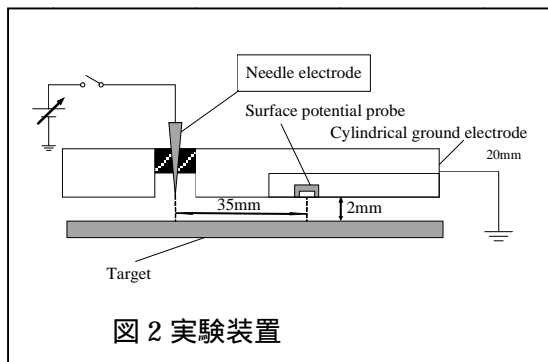 Needle electrode
Surface potential probe
Cylindrical ground electrode
20mm
35mm
2mm
Target
図 2 実験装置